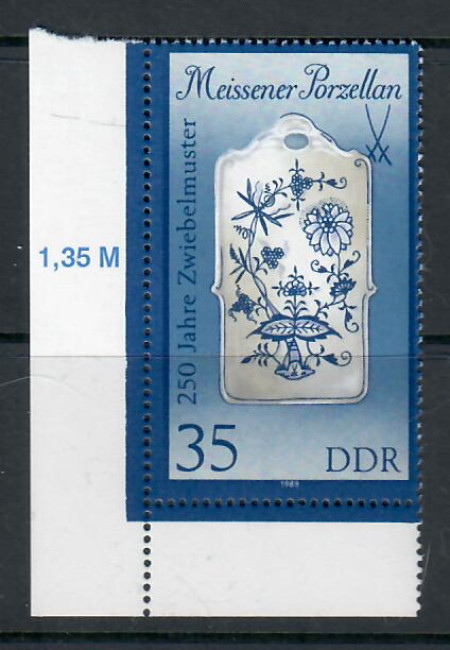 Meissener Porzellan
250 Jahre Zwiebelmuster
1,35 M
35
DDR
1989